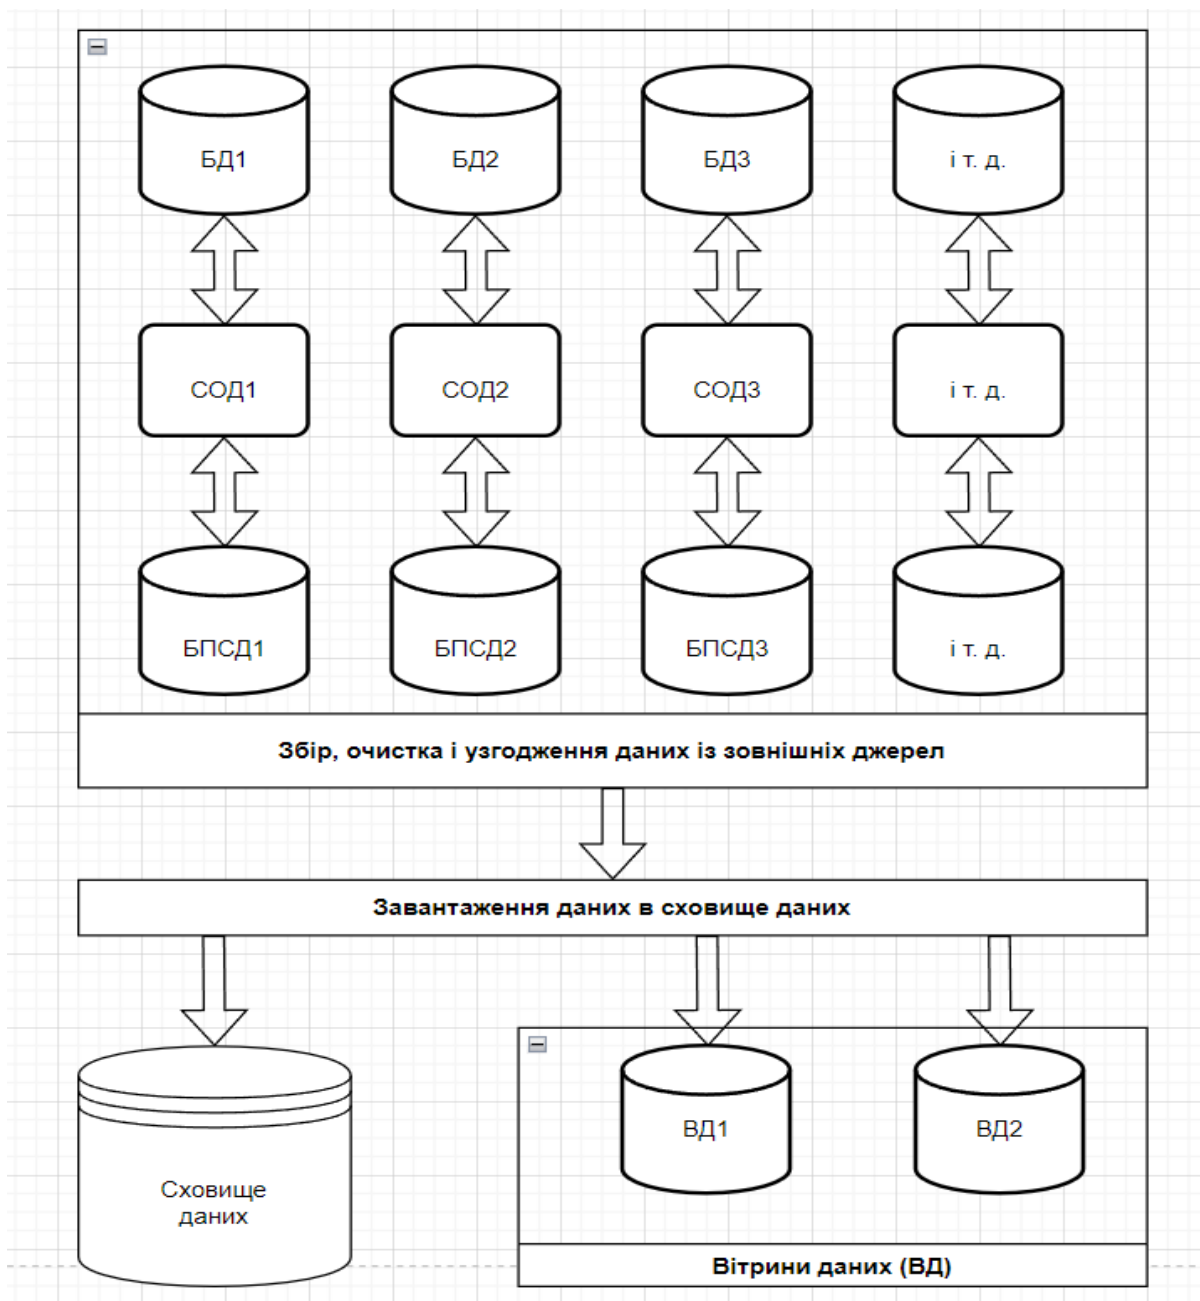 БД1
БД2
БД3
і т. д.
СОД1
СОД2
СОД3
і т. д.
БПСД1
БПСД2
БПСД3
і т. д.
Збір, очистка і узгодження даних із зовнішніх джерел
Завантаження даних в сховище даних
Сховище
даних
ВД1
ВД2
Вітрини даних (ВД)